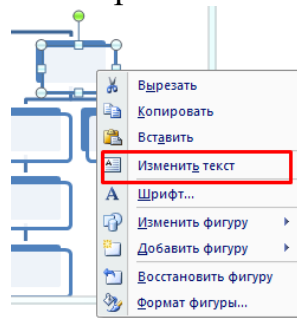 Вырезать
Копировать
Вставить
Изменить текст
Шрифт...
Изменить фигуру
Добавить фигуру
Восстановить фигуру
Формат фигуры...